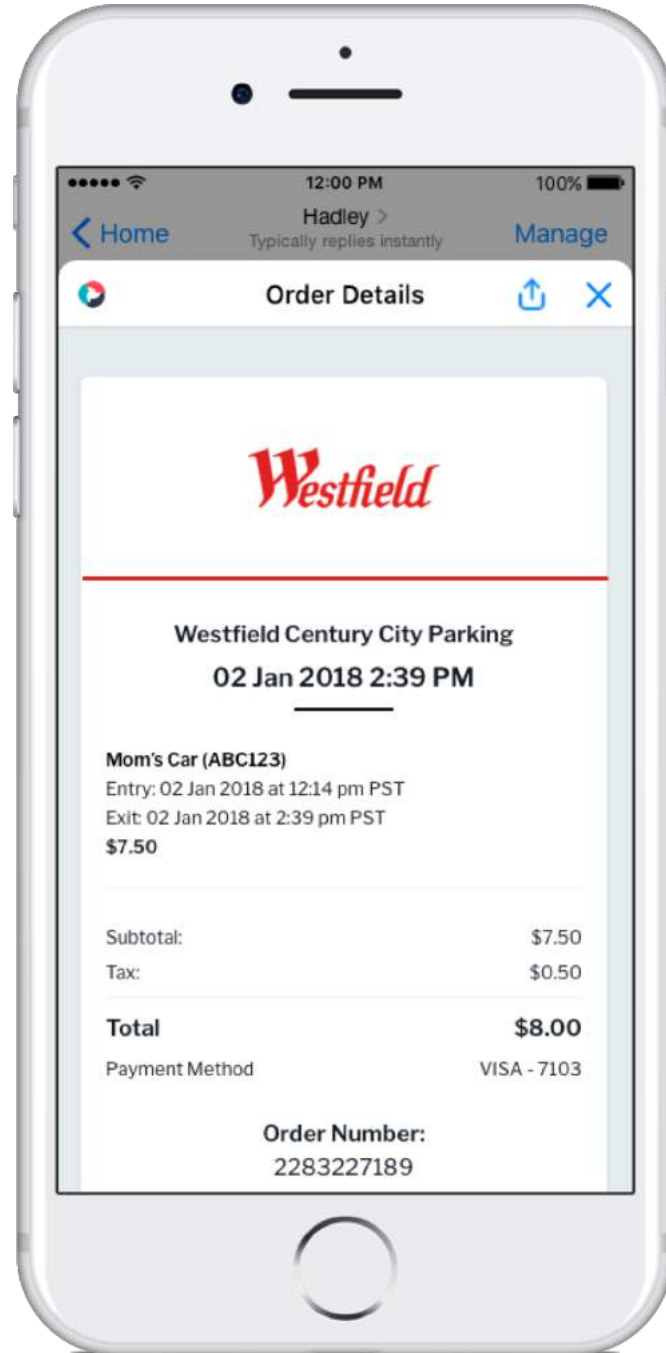 12:00 PM
100%
Home
Hadley >
Typically replies instantly
Manage
Order Details
Westfield
Westfield Century City Parking
02 Jan 2018 2:39 PM
Mom's Car (ABC123)
Entry: 02 Jan 2018 at 12:14 pm PST
Exit: 02 Jan 2018 at 2:39 pm PST
$7.50
Subtotal: $7.50
Tax: $0.50
Total $8.00
Payment Method VISA - 7103
Order Number:
2283227189